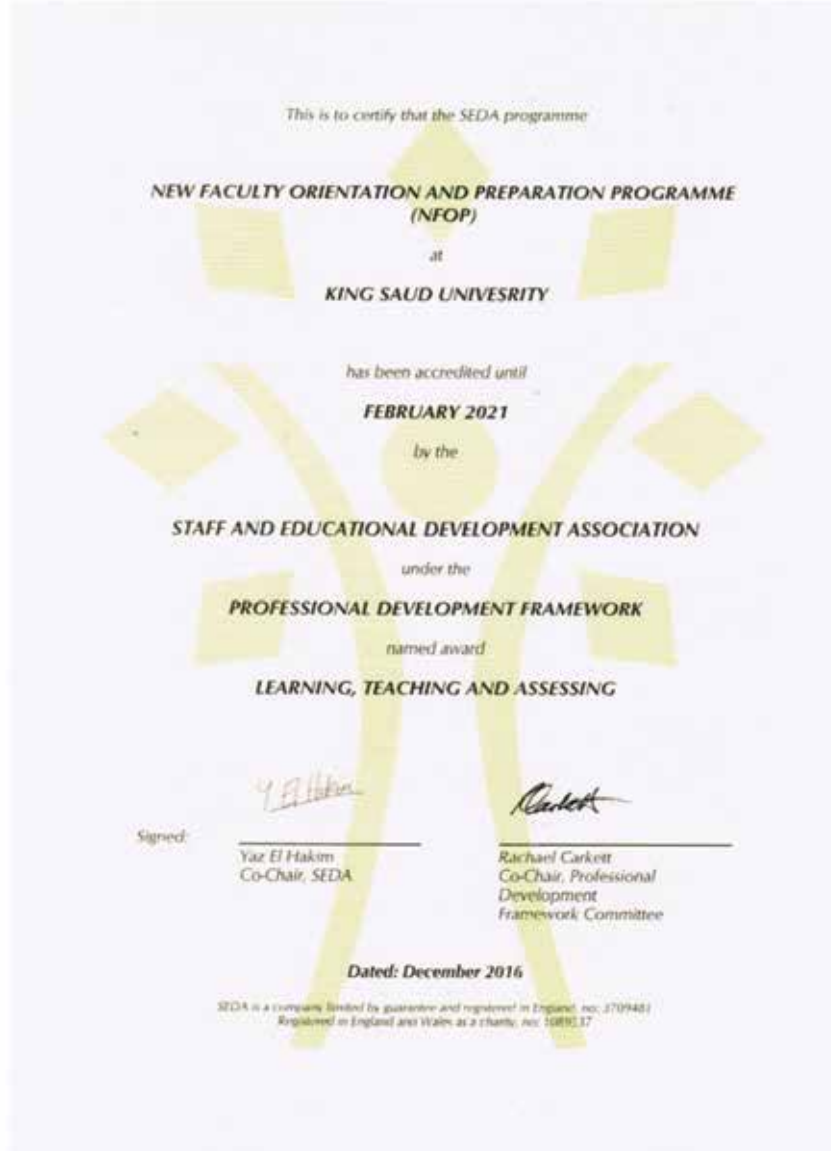 This is to certify that the SEDA programme
NEW FACULTY ORIENTATION AND PREPARATION PROGRAMME
(NFOP)
at
KING SAUD UNIVESRITY
has been accredited until
FEBRUARY 2021
by the
STAFF AND EDUCATIONAL DEVELOPMENT ASSOCIATION
under the
PROFESSIONAL DEVELOPMENT FRAMEWORK
named award
LEARNING, TEACHING AND ASSESSING
Y El Hakim
Signed:
Yaz El Hakim
Co-Chair, SEDA
Rachael Carkett
Co-Chair, Professional
Development
Framework Committee
Dated: December 2016
SEDA is a company limited by guarantee and registered in England, no:
Registered in England and Wales as a charity, no: